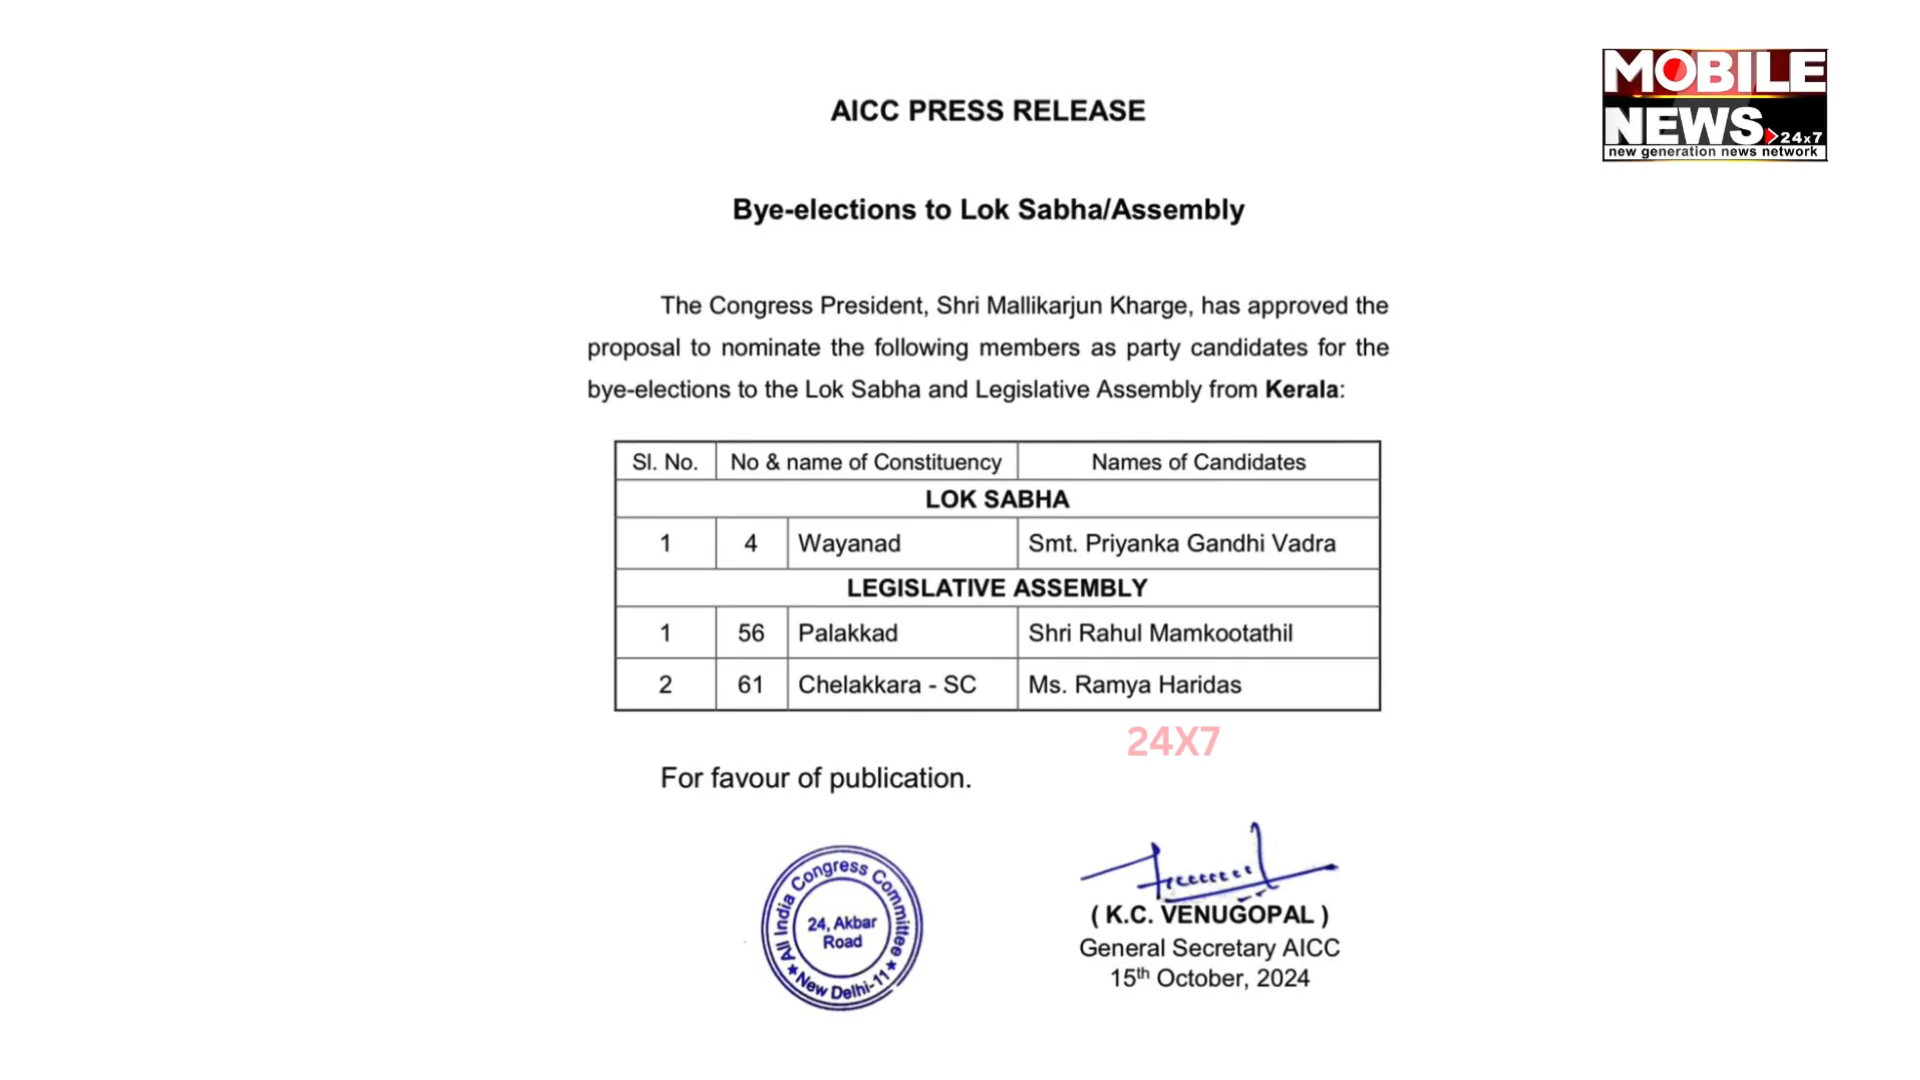 MOBILE
NEWS 24x7
new generation news network
AICC PRESS RELEASE
Bye-elections to Lok Sabha/Assembly
The Congress President, Shri Mallikarjun Kharge, has approved the
proposal to nominate the following members as party candidates for the
bye-elections to the Lok Sabha and Legislative Assembly from Kerala:
Sl. No. No & name of Constituency Names of Candidates
LOK SABHA
1 4 Wayanad Smt. Priyanka Gandhi Vadra
LEGISLATIVE ASSEMBLY
1 56 Palakkad Shri Rahul Mamkootathil
2 61 Chelakkara - SC Ms. Ramya Haridas
24X7
For favour of publication.
All India Congress Committee
24, Akbar
Road
★ New Delhi-11 ★
( K.C. VENUGOPAL )
General Secretary AICC
15th October, 2024